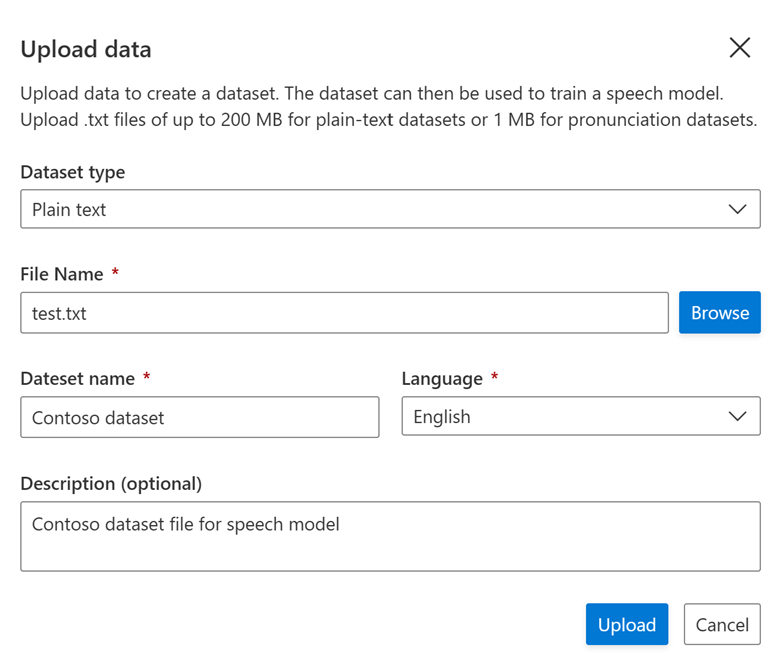 Upload data
Upload data to create a dataset. The dataset can then be used to train a speech model.
Upload .txt files of up to 200 MB for plain-text datasets or 1 MB for pronunciation datasets.
Dataset type
Plain text
File Name *
test.txt
Browse
Dateset name *
Language *
Contoso dataset
English
Description (optional)
Contoso dataset file for speech model
Upload
Cancel